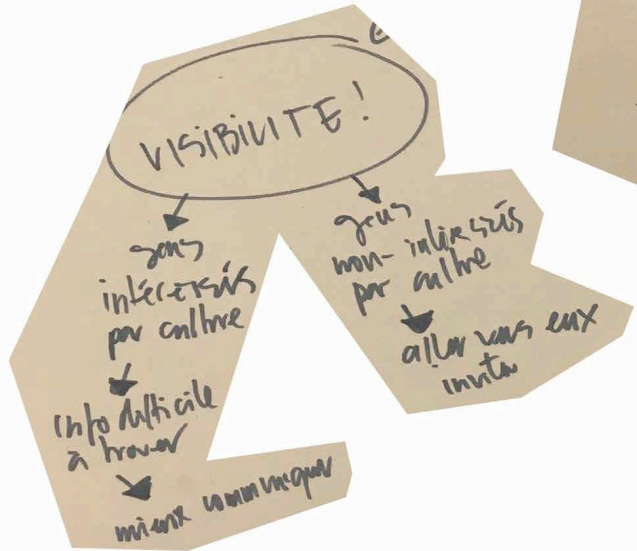 VISIBILITE!
gens
intéressés
par culture
info difficile
à trouver
mieux communiquer
gens
non-intéressés
par culture
aller vers eux
inviter